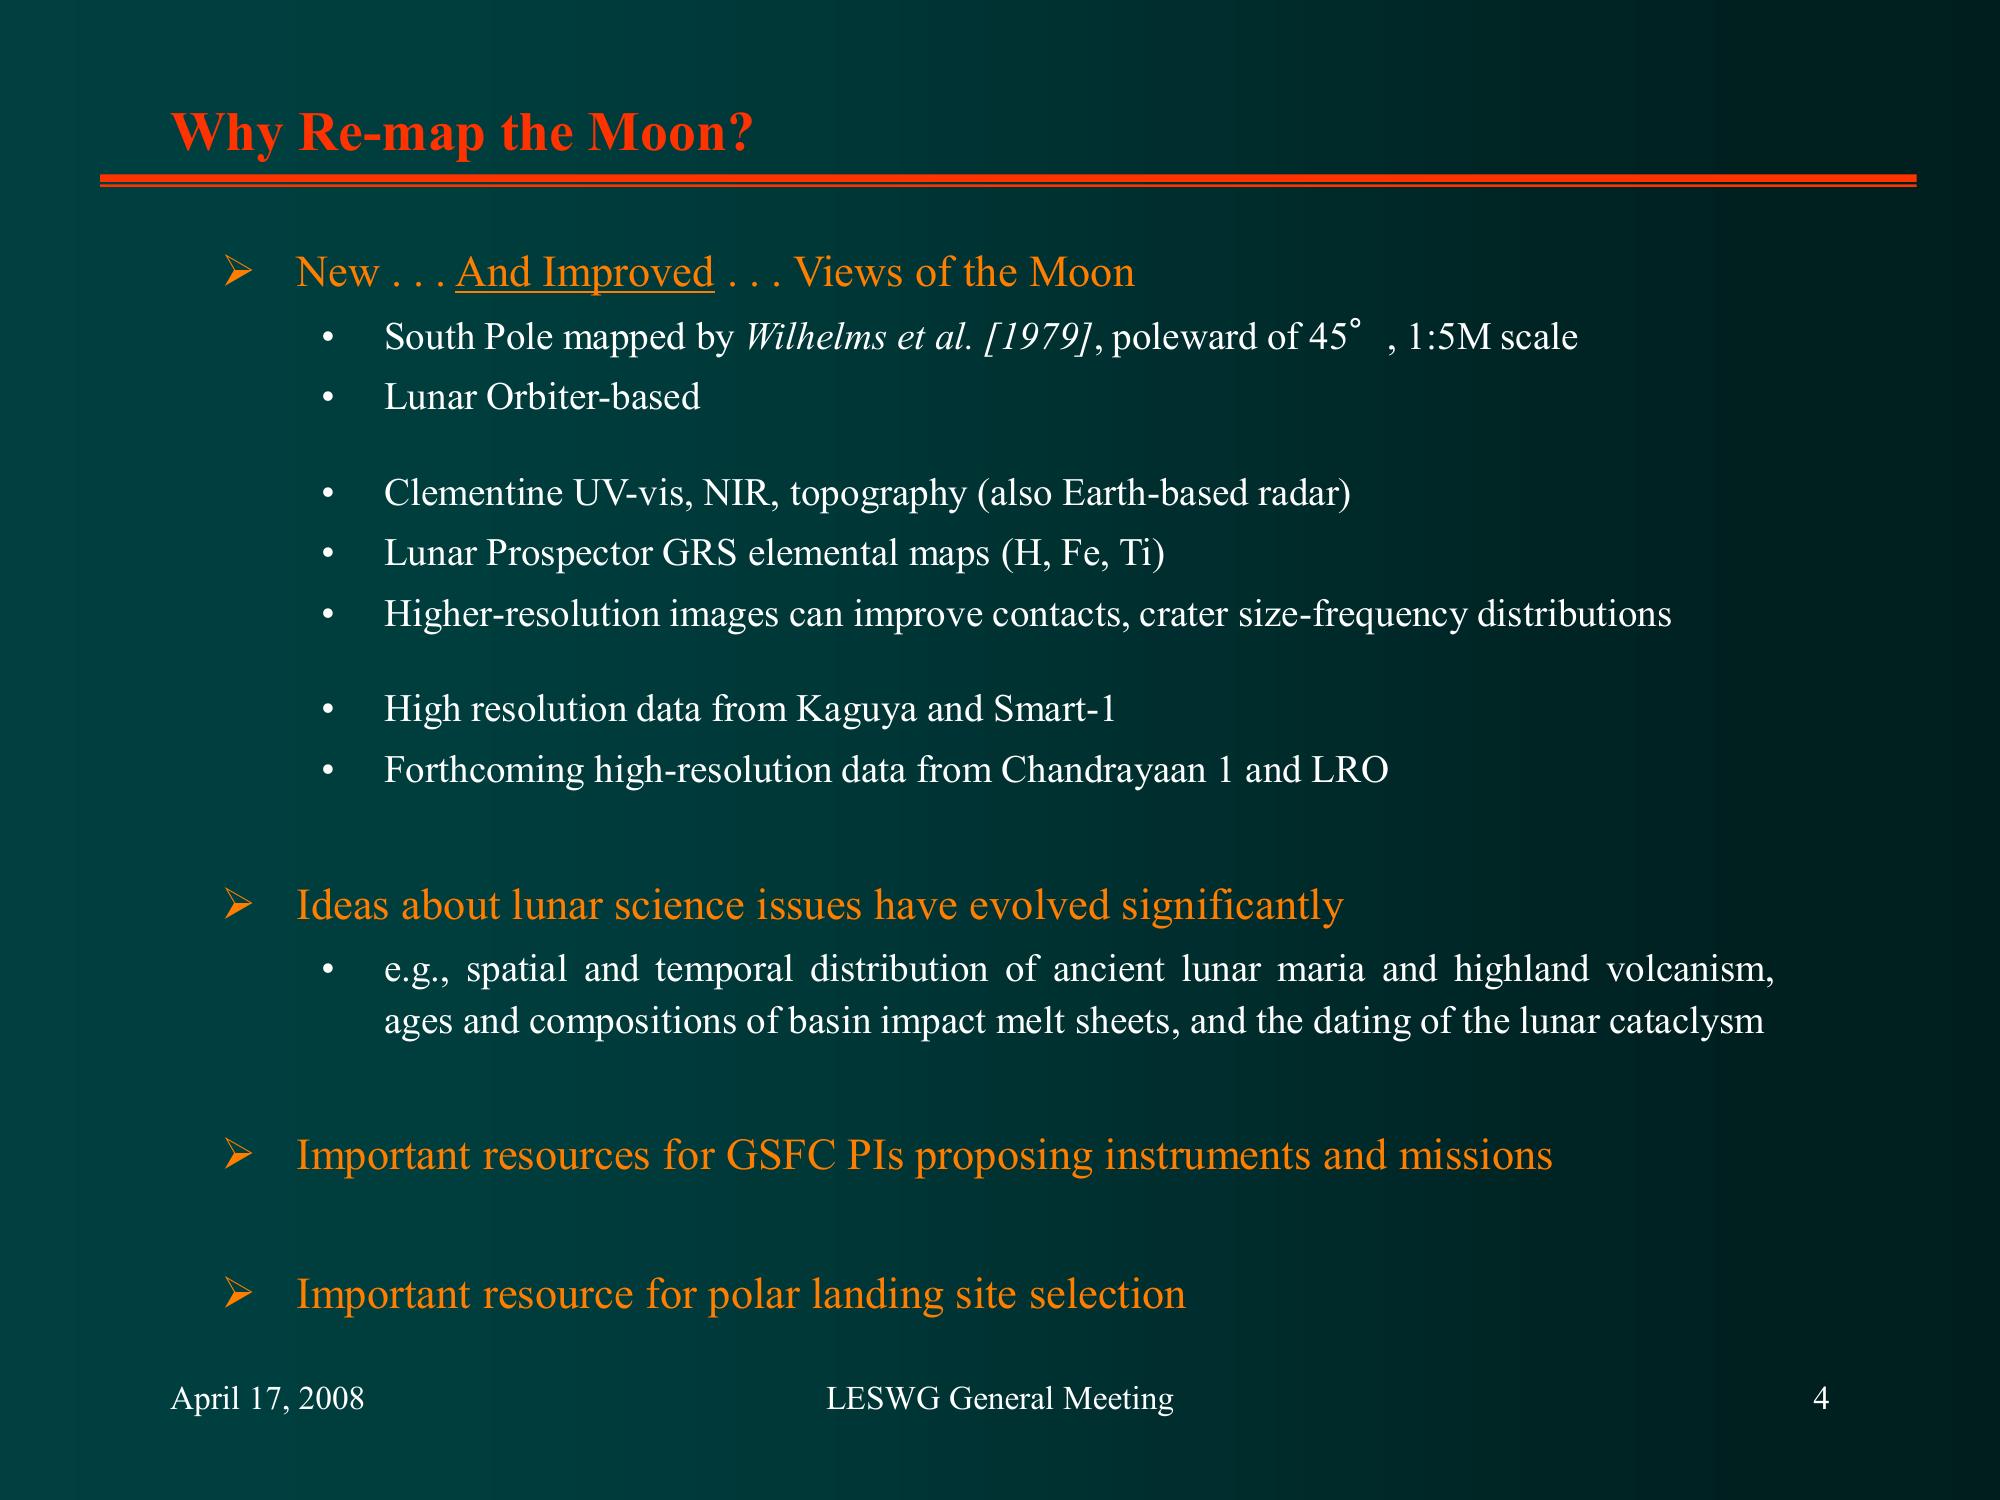 Why Re-map the Moon?
➢ New . . . And Improved . . . Views of the Moon
• South Pole mapped by Wilhelms et al. [1979], poleward of 45° , 1:5M scale
• Lunar Orbiter-based
• Clementine UV-vis, NIR, topography (also Earth-based radar)
• Lunar Prospector GRS elemental maps (H, Fe, Ti)
• Higher-resolution images can improve contacts, crater size-frequency distributions
• High resolution data from Kaguya and Smart-1
• Forthcoming high-resolution data from Chandrayaan 1 and LRO
➢ Ideas about lunar science issues have evolved significantly
• e.g., spatial and temporal distribution of ancient lunar maria and highland volcanism,
ages and compositions of basin impact melt sheets, and the dating of the lunar cataclysm
➢ Important resources for GSFC PIs proposing instruments and missions
➢ Important resource for polar landing site selection
April 17, 2008 LESWG General Meeting 4